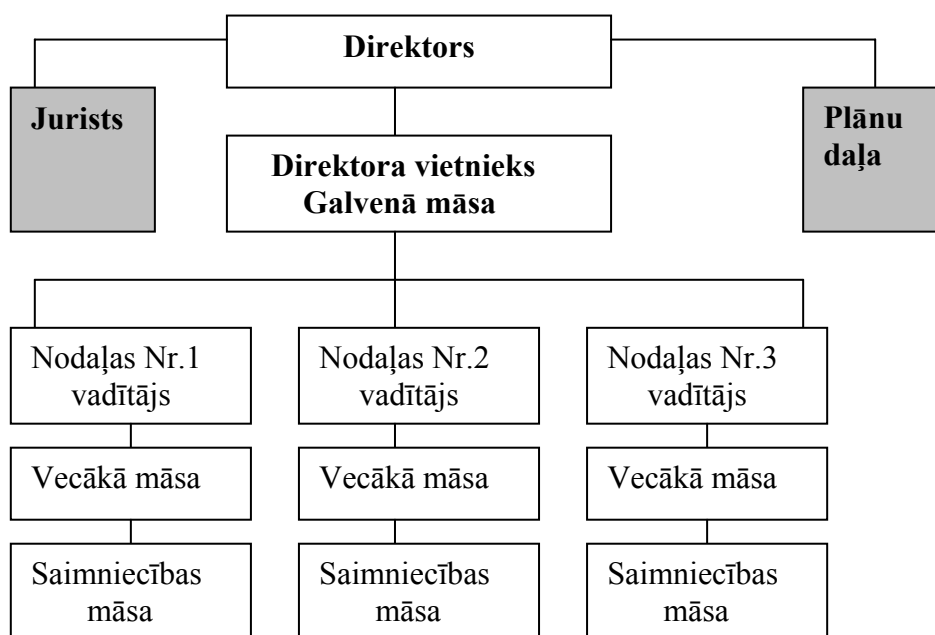 Direktors
Jurists
Plānu
daļa
Direktora vietnieks
Galvenā māsa
Nodaļas Nr.1
vadītājs
Nodaļas Nr.2
vadītājs
Nodaļas Nr.3
vadītājs
Vecākā māsa
Vecākā māsa
Vecākā māsa
Saimniecības
māsa
Saimniecības
māsa
Saimniecības
māsa